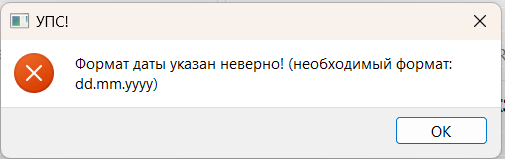 УПС!
Формат даты указан неверно! (необходимый формат:
dd.mm.yyyy)
OK